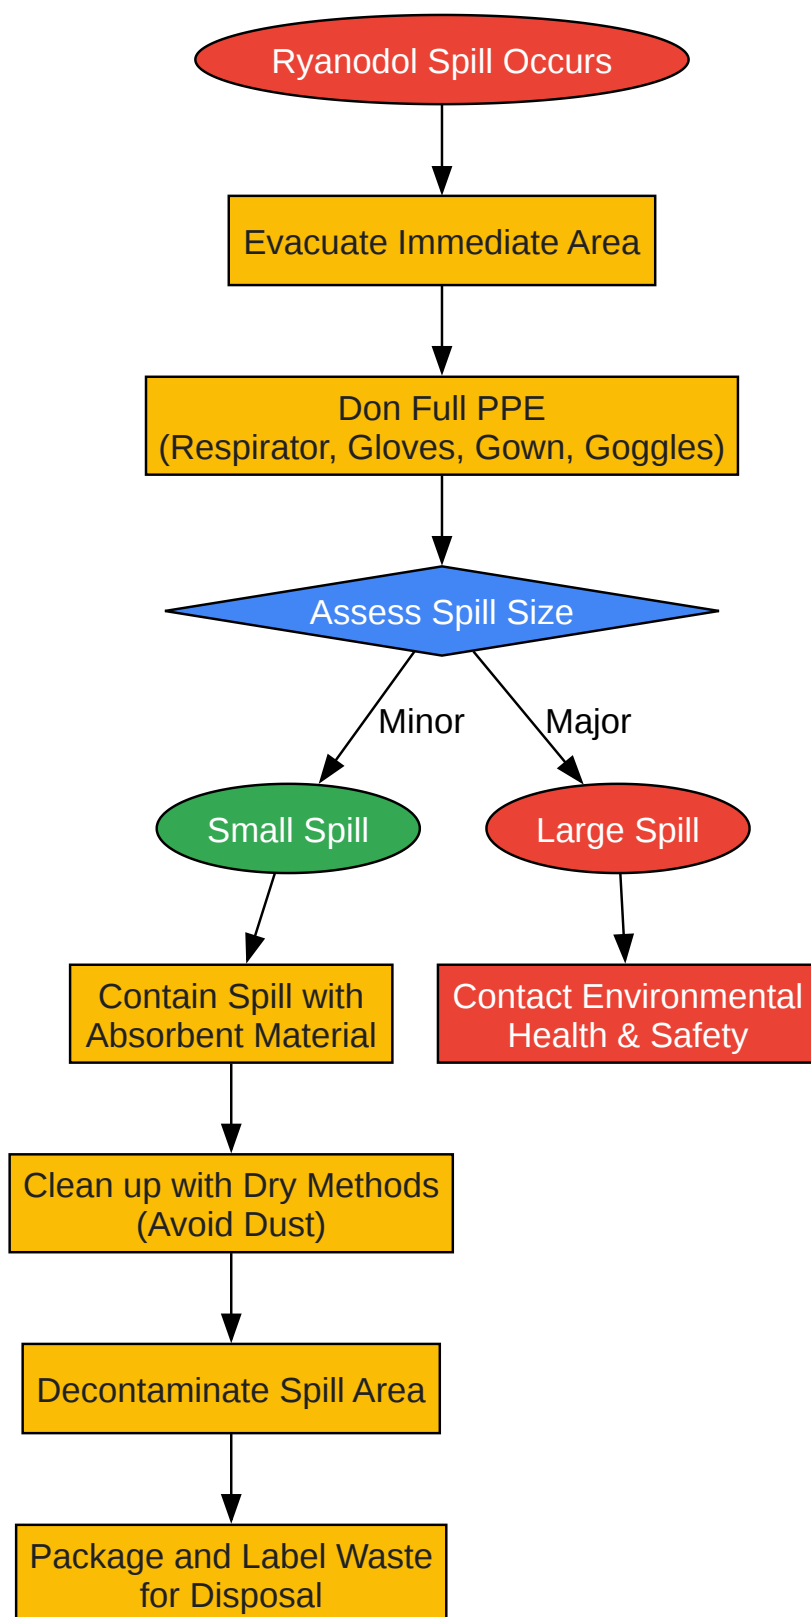 Ryanodol Spill Occurs
Evacuate Immediate Area
Don Full PPE
(Respirator, Gloves, Gown, Goggles)
Assess Spill Size
Minor
Major
Small Spill
Large Spill
Contain Spill with
Absorbent Material
Contact Environmental
Health & Safety
Clean up with Dry Methods
(Avoid Dust)
Decontaminate Spill Area
Package and Label Waste
for Disposal